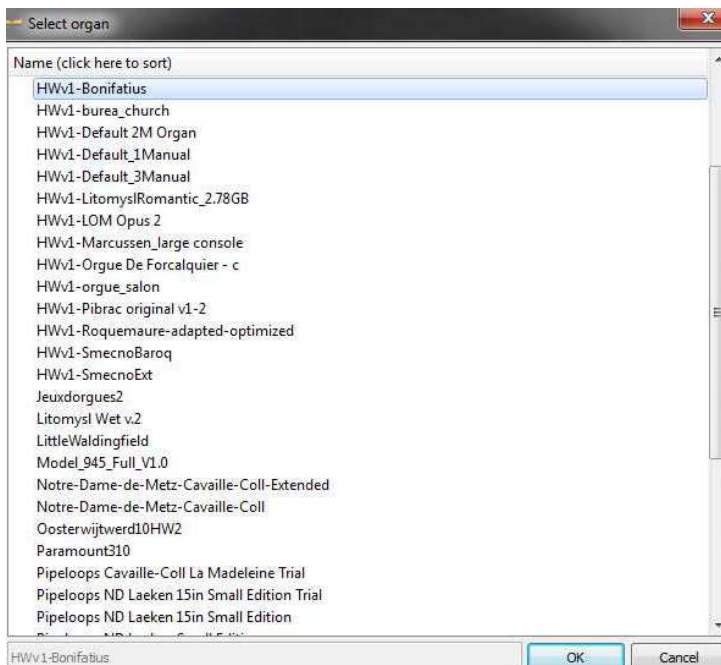 Select organ
Name (click here to sort)
HWv1-Bonifatius
HWv1-burea_church
HWv1-Default 2M Organ
HWv1-Default_1Manual
HWv1-Default_3Manual
HWv1-LitomyslRomantic_2.78GB
HWv1-LOM Opus 2
HWv1-Marcussen_large console
HWv1-Orgue De Forcalquier - c
HWv1-orgue_salon
HWv1-Pibrac original v1-2
HWv1-Roquemaure-adapted-optimized
HWv1-SmecnoBaroq
HWv1-SmecnoExt
Jeuxdorgues2
Litomysl Wet v.2
LittleWaldingfield
Model_945_Full_V1.0
Notre-Dame-de-Metz-Cavaille-Coll-Extended
Notre-Dame-de-Metz-Cavaille-Coll
Oosterwijtwerd10HW2
Paramount310
Pipeloops Cavaille-Coll La Madeleine Trial
Pipeloops ND Laeken 15in Small Edition Trial
Pipeloops ND Laeken 15in Small Edition
HWv1-Bonifatius
OK
Cancel